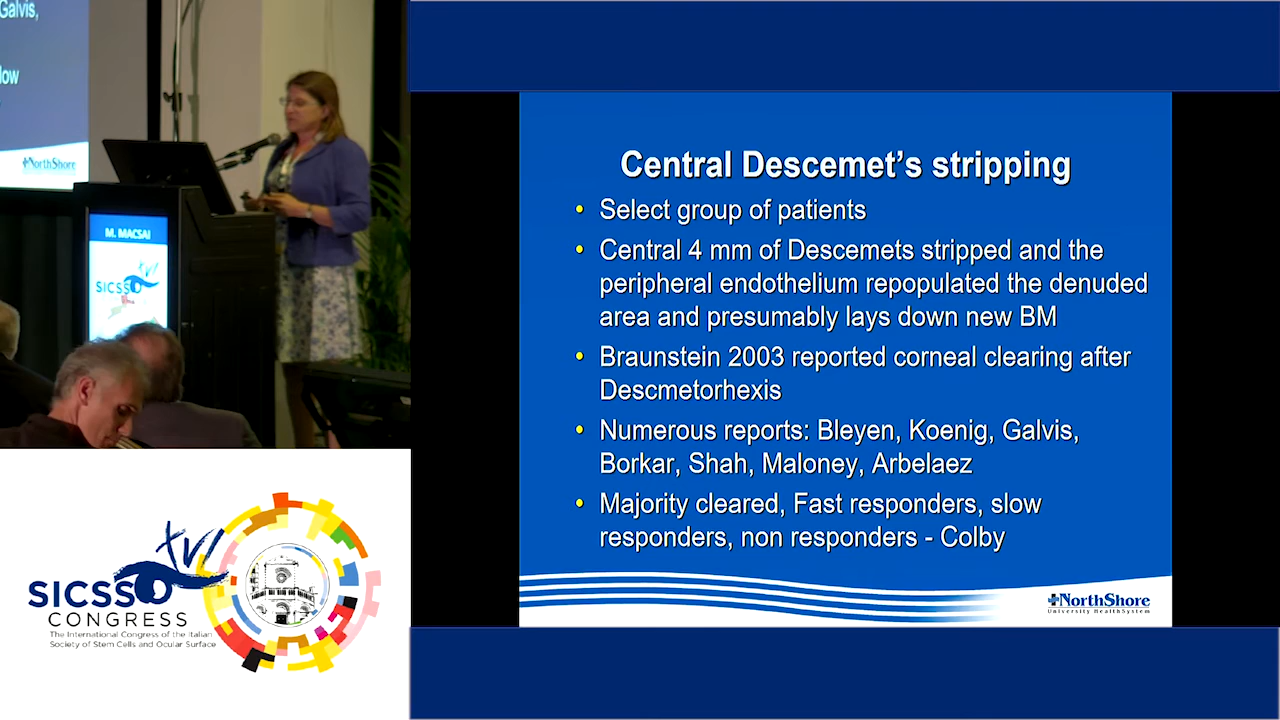 Galvis,
low
NorthShore
M. MACSAI
SICSSO
tv
Central Descemet’s stripping
• Select group of patients
• Central 4 mm of Descemets stripped and the
peripheral endothelium repopulated the denuded
area and presumably lays down new BM
• Braunstein 2003 reported corneal clearing after
Descmetorhexis
• Numerous reports: Bleyen, Koenig, Galvis,
Borkar, Shah, Maloney, Arbelaez
• Majority cleared, Fast responders, slow
responders, non responders - Colby
NorthShore
University HealthSystem
tv
SICSSO
CONGRESS
The International Congress of the Italian
Society of Stem Cells and Ocular Surface